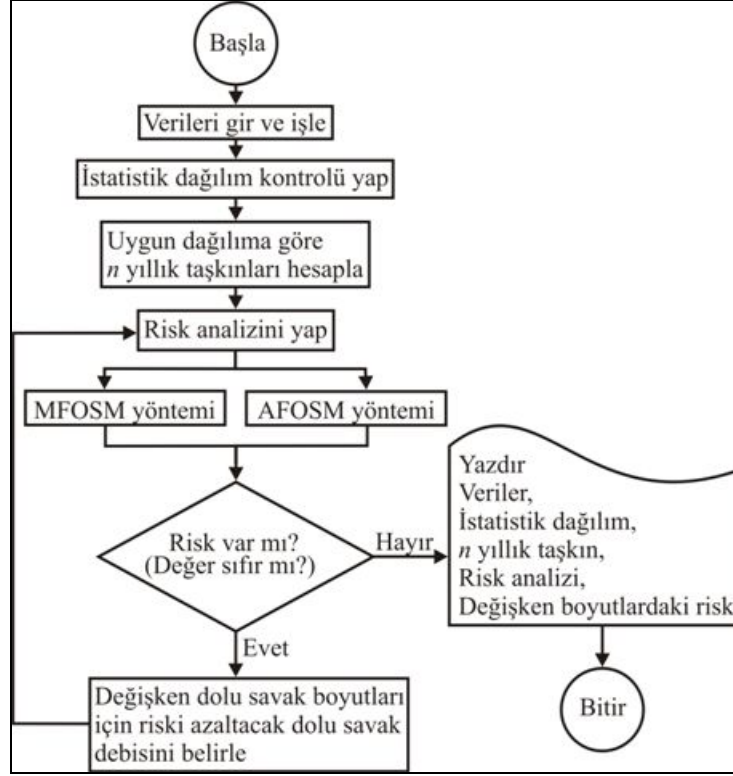 Başla
Verileri gir ve işle
İstatistik dağılım kontrolü yap
Uygun dağılıma göre
n yıllık taşkınları hesapla
Risk analizini yap
MFOSM yöntemi
AFOSM yöntemi
Risk var mı?
(Değer sıfır mı?)
Hayır
Evet
Değişken dolu savak boyutları
için riski azaltacak dolu savak
debisini belirle
Yazdır
Veriler,
İstatistik dağılım,
n yıllık taşkın,
Risk analizi,
Değişken boyutlardaki risk
Bitir